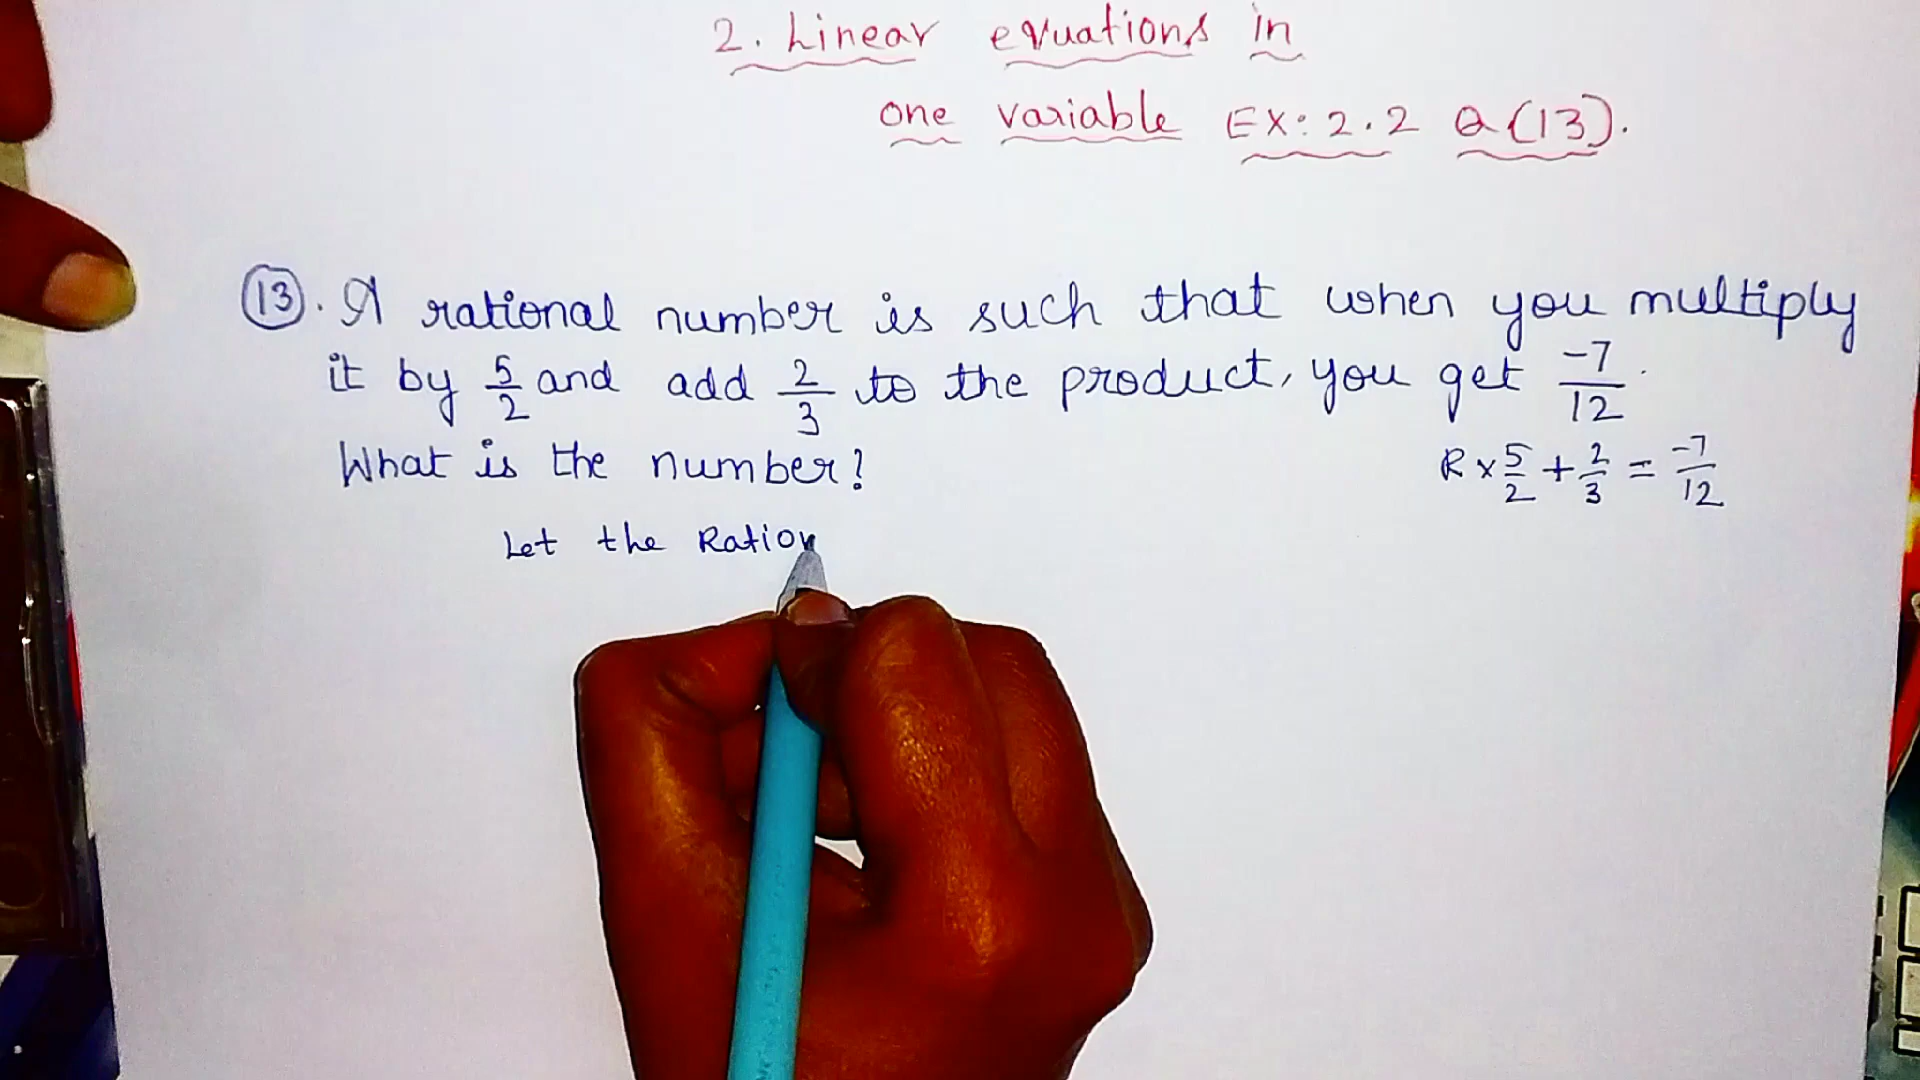 2. Linear equations in
one variable EX: 2.2 Q(13).
(13). A rational number is such that when you multiply
it by 5/2 and add 2/3 to the product, you get -7/12.
What is the number?
R x 5/2 + 2/3 = -7/12
Let the Ration